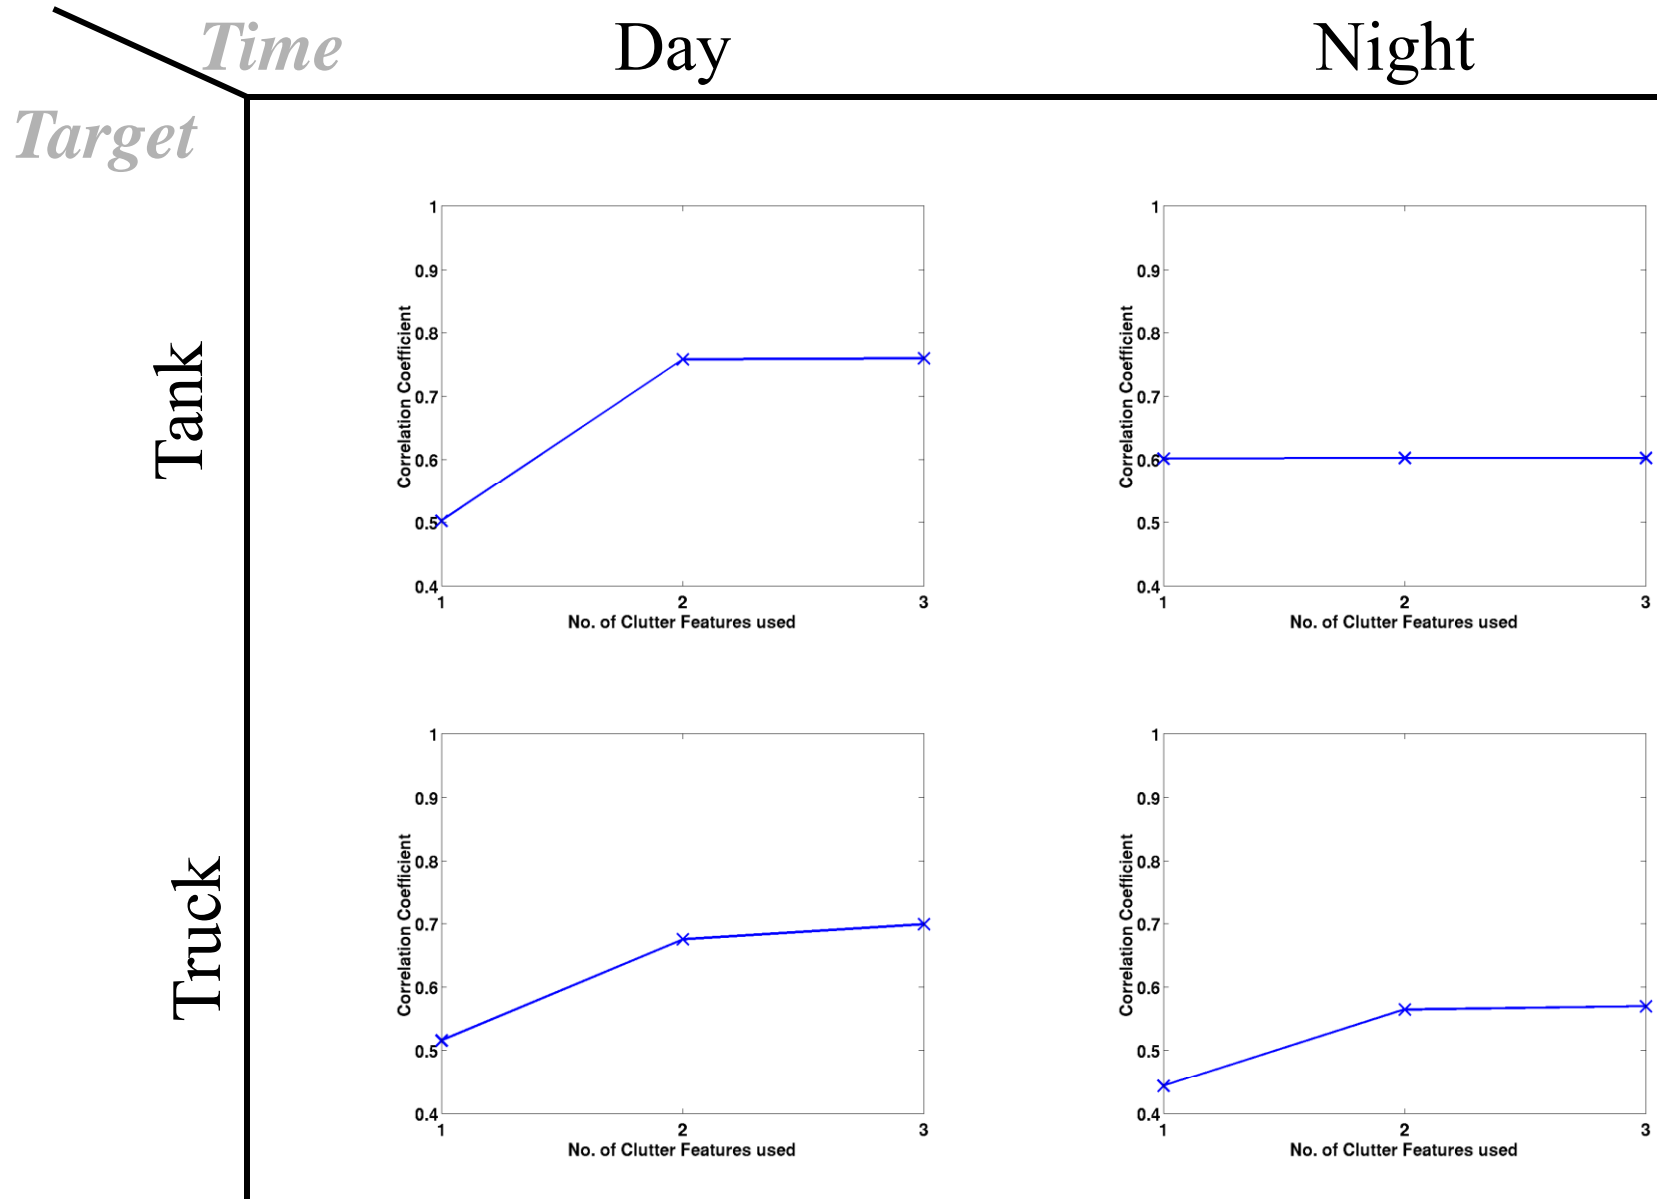 Time
Day
Night
Target
Tank
1
0.9
0.8
0.7
0.6
0.5
0.4
Correlation Coefficient
1
2
3
No. of Clutter Features used
1
0.9
0.8
0.7
0.6
0.5
0.4
Correlation Coefficient
1
2
3
No. of Clutter Features used
Truck
1
0.9
0.8
0.7
0.6
0.5
0.4
Correlation Coefficient
1
2
3
No. of Clutter Features used
1
0.9
0.8
0.7
0.6
0.5
0.4
Correlation Coefficient
1
2
3
No. of Clutter Features used